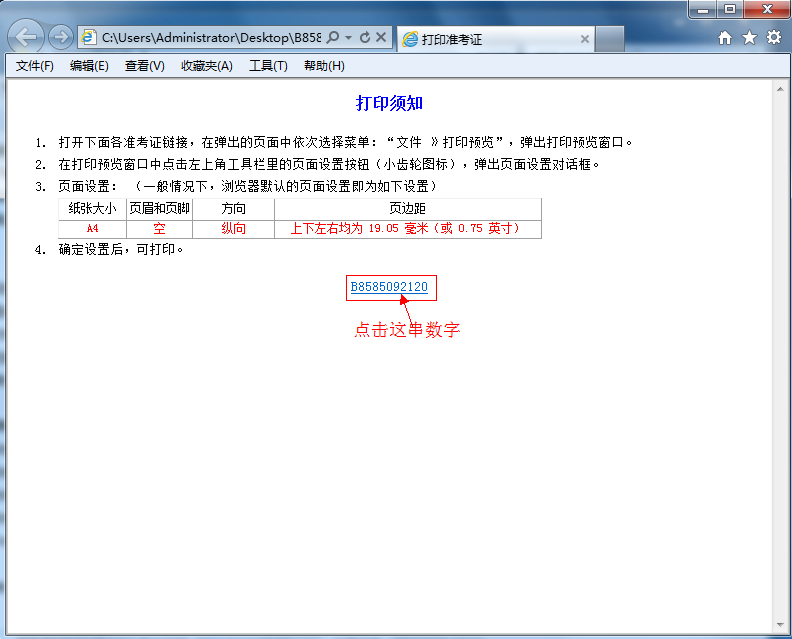 C:\Users\Administrator\Desktop\B858
打印准考证
文件(F) 编辑(E) 查看(V) 收藏夹(A) 工具(T) 帮助(H)
打印须知
1. 打开下面各准考证链接，在弹出的页面中依次选择菜单：“文件 》打印预览”，弹出打印预览窗口。
2. 在打印预览窗口中点击左上角工具栏里的页面设置按钮（小齿轮图标），弹出页面设置对话框。
3. 页面设置： （一般情况下，浏览器默认的页面设置即为如下设置）
纸张大小 页眉和页脚 方向 页边距
A4 空 纵向 上下左右均为 19.05 毫米（或 0.75 英寸）
4. 确定设置后，可打印。
B8585092120
点击这串数字